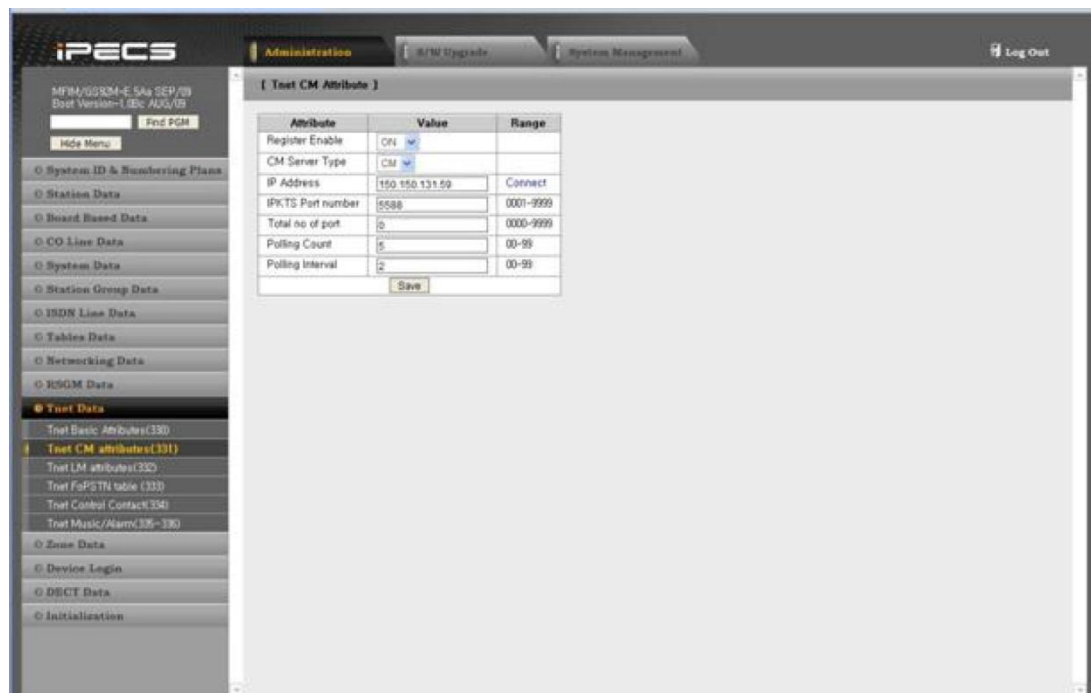 iPECS
Administration
S/W Upgrade
System Management
Log Out
MFIM/GS92M-E.5Aa SEP/09
Boot Version-1.0Bc AUG/09
Find PGM
Hide Menu
System ID & Numbering Plans
Station Data
Board Based Data
CO Line Data
System Data
Station Group Data
ISDN Line Data
Tables Data
Networking Data
RSGM Data
Tnet Data
Tnet Basic Attributes(330)
Tnet CM attributes(331)
Tnet LM attributes(332)
Tnet FoPSTN table (333)
Tnet Control Contact(334)
Tnet Music/Alarm(335~336)
Zone Data
Device Login
DECT Data
Initialization
[ Tnet CM Attribute ]
Attribute Value Range
Register Enable ON
CM Server Type CM
IP Address 150.150.131.59 Connect
IPKTS Port number 5588 0001-9999
Total no of port 0 0000-9999
Polling Count 5 00-99
Polling Interval 2 00-99
Save